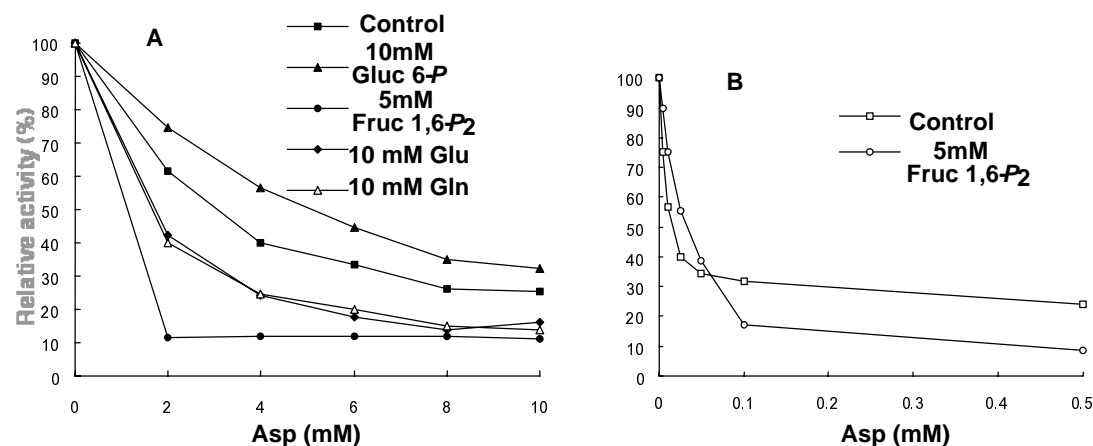 A
Control
10mM
Gluc 6-P
5mM
Fruc 1,6-P2
10 mM Glu
10 mM Gln
Relative activity (%)
100
90
80
70
60
50
40
30
20
10
0
0 2 4 6 8 10
Asp (mM)
B
Control
5mM
Fruc 1,6-P2
100
90
80
70
60
50
40
30
20
10
0
0 0.1 0.2 0.3 0.4 0.5
Asp (mM)